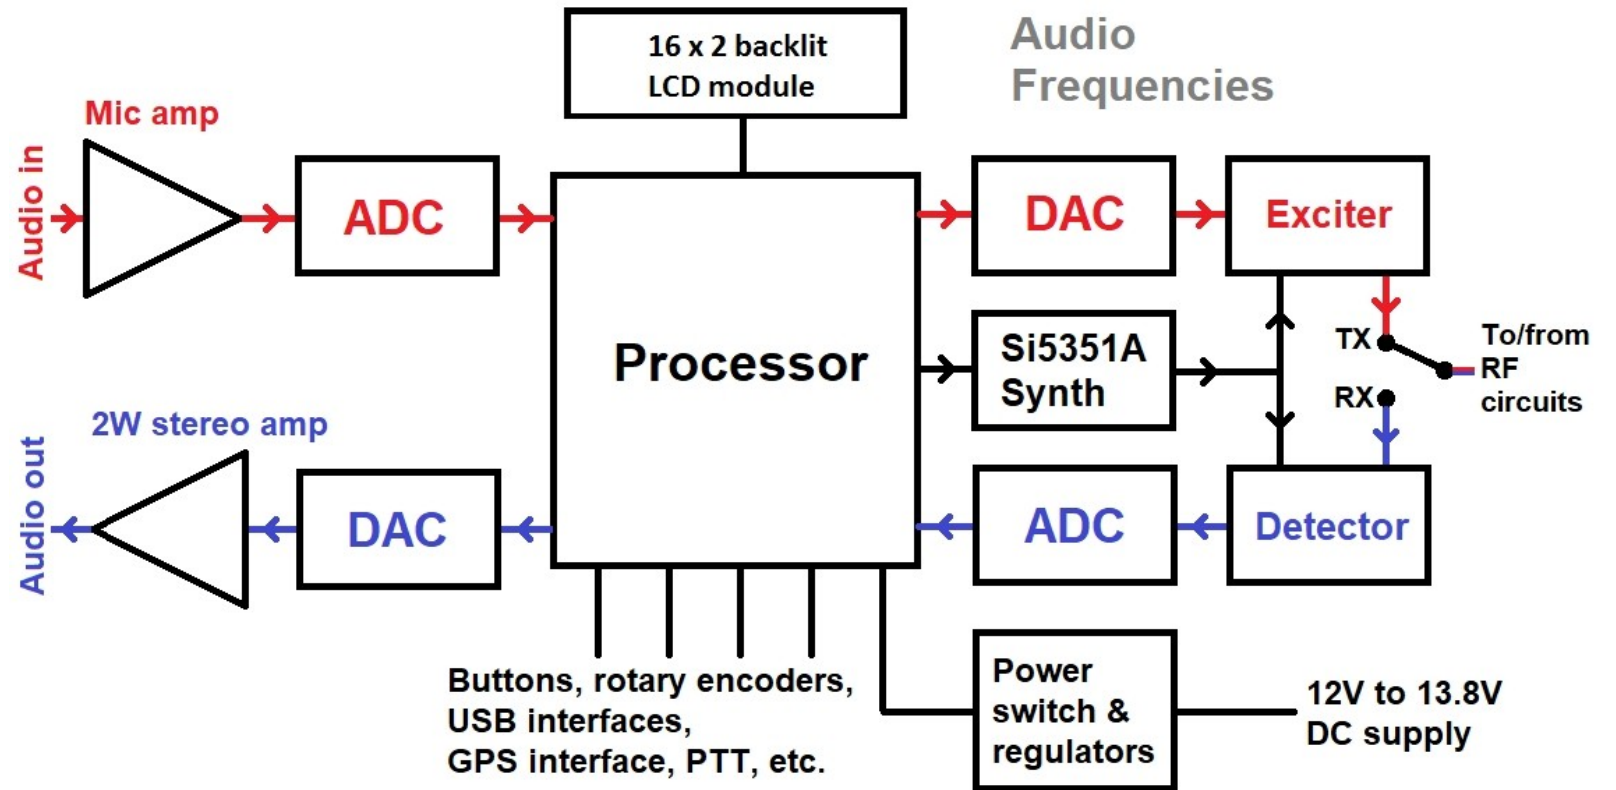 16 x 2 backlit
LCD module
Audio
Frequencies
Mic amp
Audio in
ADC
DAC
Exciter
Processor
Si5351A
Synth
TX
RX
To/from
RF
circuits
2W stereo amp
Audio out
DAC
ADC
Detector
Buttons, rotary encoders,
USB interfaces,
GPS interface, PTT, etc.
Power
switch &
regulators
12V to 13.8V
DC supply